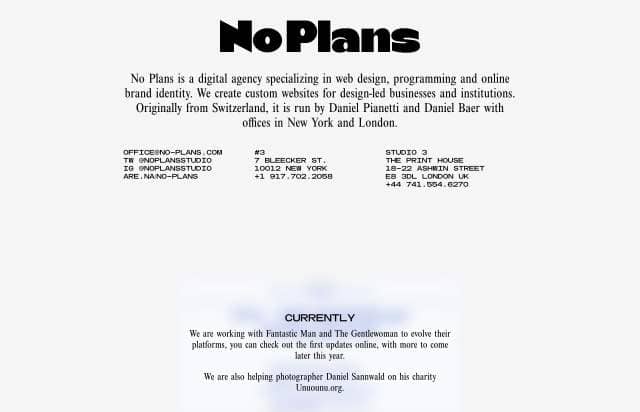 No Plans
No Plans is a digital agency specializing in web design, programming and online
brand identity. We create custom websites for design-led businesses and institutions.
Originally from Switzerland, it is run by Daniel Pianetti and Daniel Baer with
offices in New York and London.
OFFICE@NO-PLANS.COM
TW @NOPLANSSTUDIO
IG @NOPLANSSTUDIO
ARE.NA:NO-PLANS
#3
7 BLEECKER ST.
10012 NEW YORK
+1 917.702.2058
STUDIO 3
THE PRINT HOUSE
18-22 ASHWIN STREET
E8 3DL LONDON UK
+44 741.554.6270
CURRENTLY
We are working with Fantastic Man and The Gentlewoman to evolve their
platforms, you can check out the first updates online, with more to come
later this year.
We are also helping photographer Daniel Sannwald on his charity
Unuounu.org.